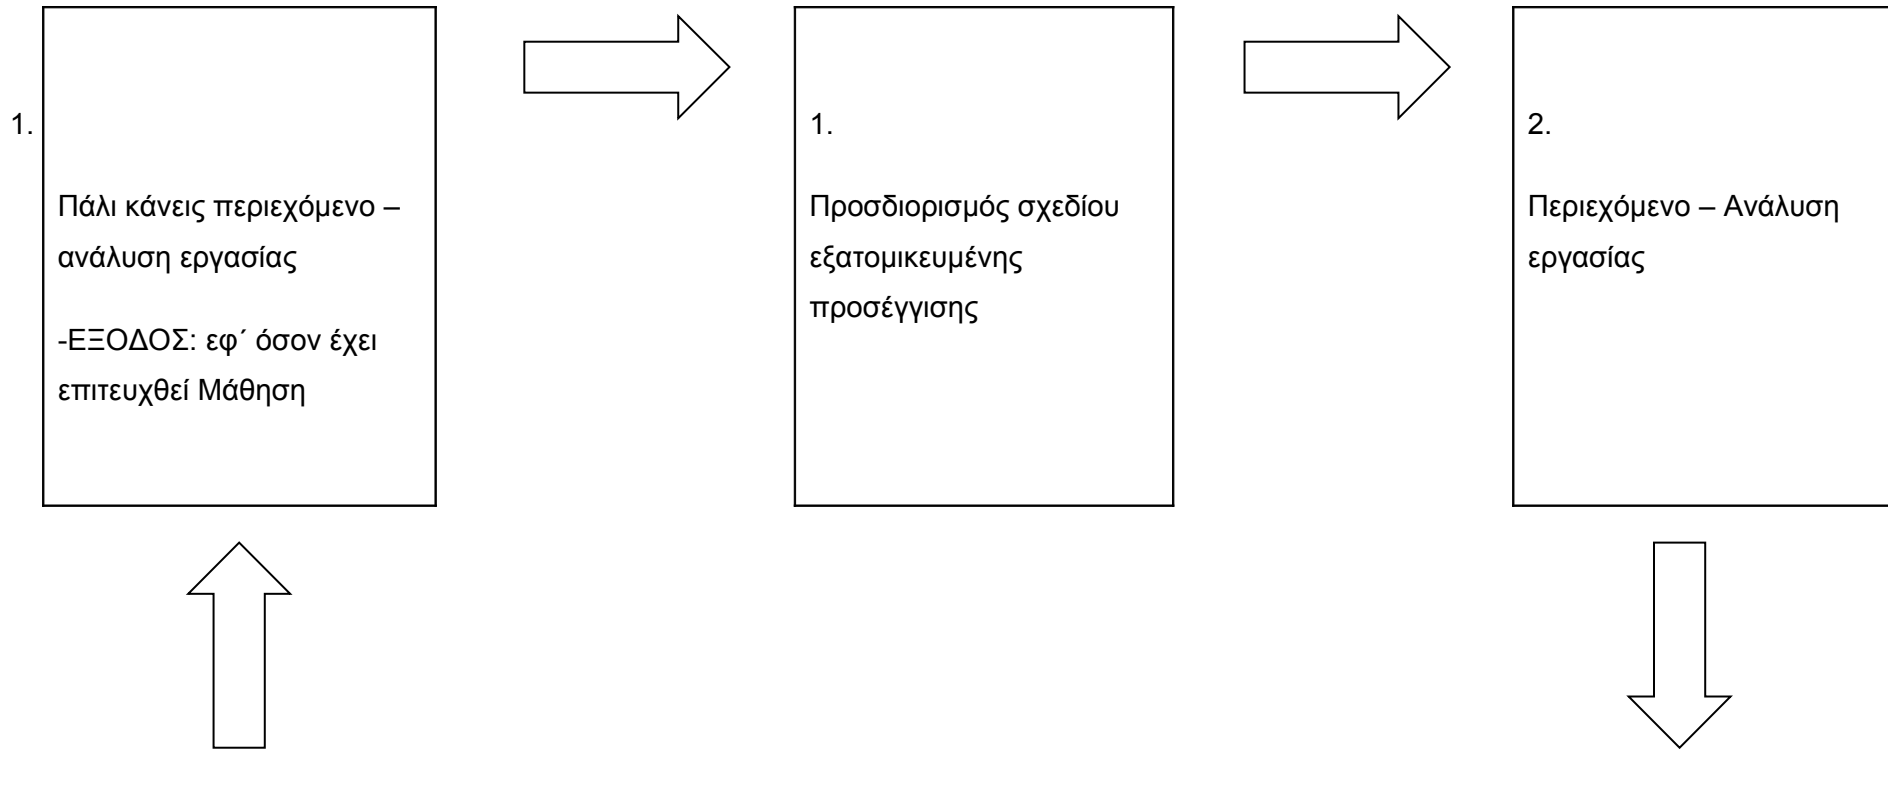 1.
Πάλι κάνεις περιεχόμενο –
ανάλυση εργασίας
-ΕΞΟΔΟΣ: εφ΄ όσον έχει
επιτευχθεί Μάθηση
1.
Προσδιορισμός σχεδίου
εξατομικευμένης
προσέγγισης
2.
Περιεχόμενο – Ανάλυση
εργασίας